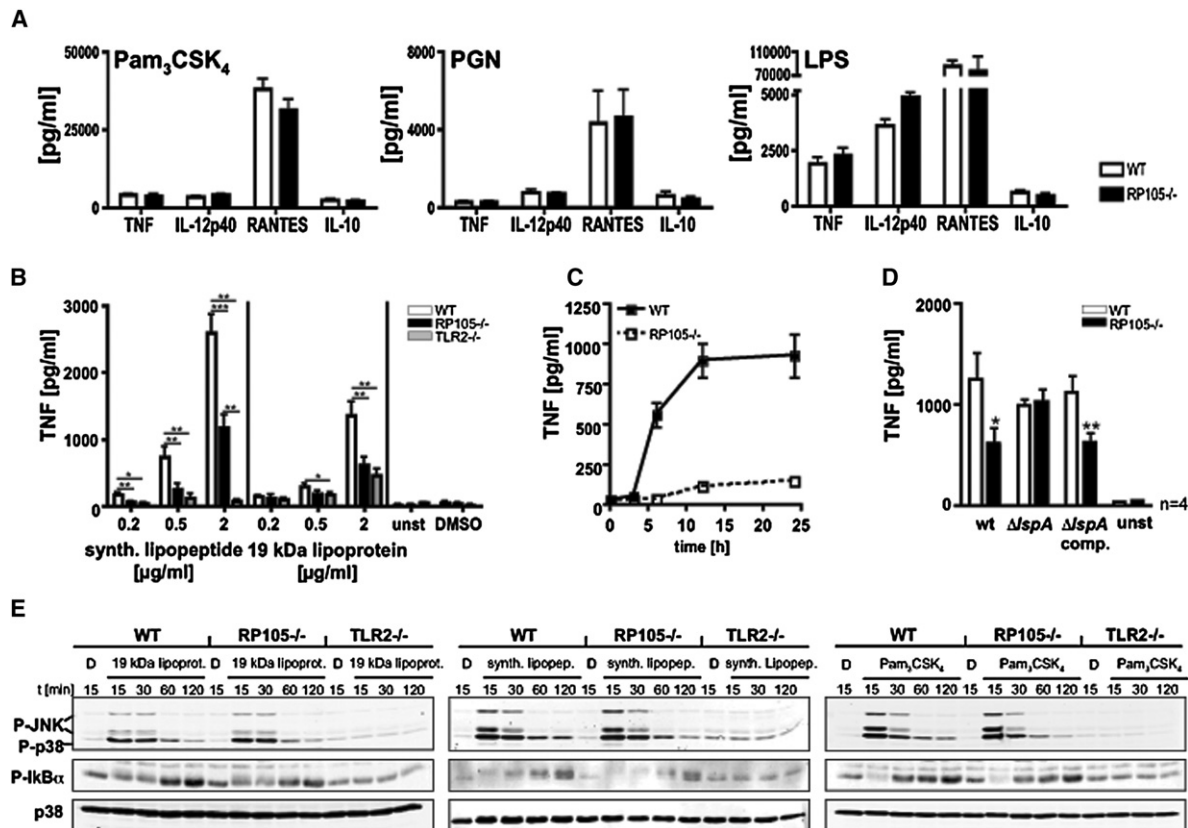 A
50000
25000
0
[pg/ml]
Pam3CSK4
TNF IL-12p40 RANTES IL-10
8000
4000
0
[pg/ml]
PGN
TNF IL-12p40 RANTES IL-10
110000
70000
5000
2500
0
[pg/ml]
LPS
TNF IL-12p40 RANTES IL-10
WT
RP105-/-
B
3000
2000
1000
0
TNF [pg/ml]
** *** ** ** ** * ** * ** **
WT
RP105-/-
TLR2-/-
0.2 0.5 2 0.2 0.5 2 unst DMSO
synth. lipopeptide 19 kDa lipoprotein
[µg/ml] [µg/ml]
C
1250
1000
750
500
250
0
TNF [pg/ml]
WT
RP105-/-
0 5 10 15 20 25
time [h]
D
2000
1000
0
TNF [pg/ml]
WT
RP105-/-
* **
wt ΔlspA ΔlspA unst n=4
comp.
E
WT RP105-/- TLR2-/-
D 19 kDa lipoprot. D 19 kDa lipoprot. D 19 kDa lipoprot.
t [min] 15 15 30 60 120 15 15 30 60 120 15 15 30 120
WT RP105-/- TLR2-/-
D synth. lipopep. D synth. lipopep. D synth. Lipopep.
15 15 30 60 120 15 15 30 60 120 15 15 30 120
WT RP105-/- TLR2-/-
D Pam3CSK4 D Pam3CSK4 D Pam3CSK4
15 15 30 60 120 15 15 30 60 120 15 15 30 120
P-JNK
P-p38
P-IkBα
p38